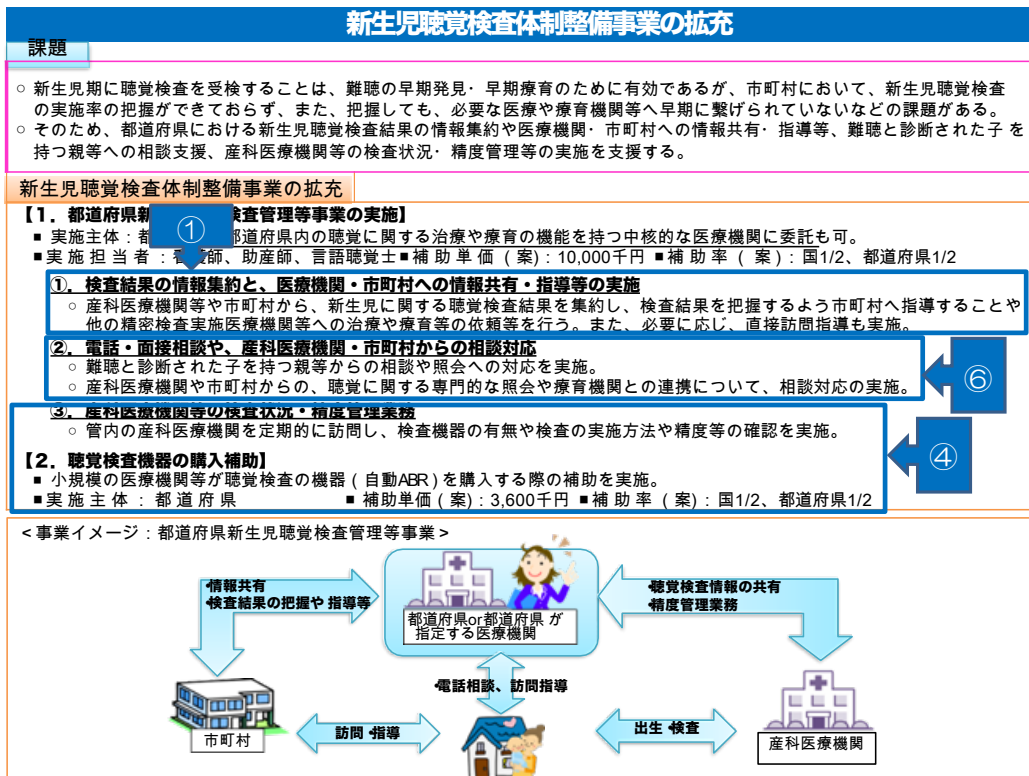 新生児聴覚検査体制整備事業の拡充
課題
○ 新生児期に聴覚検査を受検することは、難聴の早期発見・早期療育のために有効であるが、市町村において、新生児聴覚検査
の実施率の把握ができておらず、また、把握しても、必要な医療や療育機関等へ早期に繋げられていないなどの課題がある。
○ そのため、都道府県における新生児聴覚検査結果の情報集約や医療機関・市町村への情報共有・指導等、難聴と診断された子を
持つ親等への相談支援、産科医療機関等の検査状況・精度管理等の実施を支援する。
新生児聴覚検査体制整備事業の拡充
【1．都道府県新 検査管理等事業の実施】
①
■ 実施主体：都 都道府県内の聴覚に関する治療や療育の機能を持つ中核的な医療機関に委託も可。
■実施担当者：看護師、助産師、言語聴覚士■補助単価(案)：10,000千円 ■補助率(案)：国1/2、都道府県1/2
①．検査結果の情報集約と、医療機関・市町村への情報共有・指導等の実施
○ 産科医療機関等や市町村から、新生児に関する聴覚検査結果を集約し、検査結果を把握するよう市町村へ指導することや
他の精密検査実施医療機関等への治療や療育等の依頼等を行う。また、必要に応じ、直接訪問指導も実施。
②．電話・面接相談や、産科医療機関・市町村からの相談対応
○ 難聴と診断された子を持つ親等からの相談や照会への対応を実施。
○ 産科医療機関や市町村からの、聴覚に関する専門的な照会や療育機関との連携について、相談対応の実施。
⑥
③．産科医療機関等の検査状況・精度管理業務
○ 管内の産科医療機関を定期的に訪問し、検査機器の有無や検査の実施方法や精度等の確認を実施。
④
【2．聴覚検査機器の購入補助】
■ 小規模の医療機関等が聴覚検査の機器(自動ABR)を購入する際の補助を実施。
■実施主体：都道府県 ■ 補助単価(案)：3,600千円 ■補助率(案)：国1/2、都道府県1/2
<事業イメージ：都道府県新生児聴覚検査管理等事業>
・情報共有
・検査結果の把握や指導等
都道府県or都道府県が
指定する医療機関
・聴覚検査情報の共有
・精度管理業務
・電話相談、訪問指導
市町村
訪問・指導
出生・検査
産科医療機関